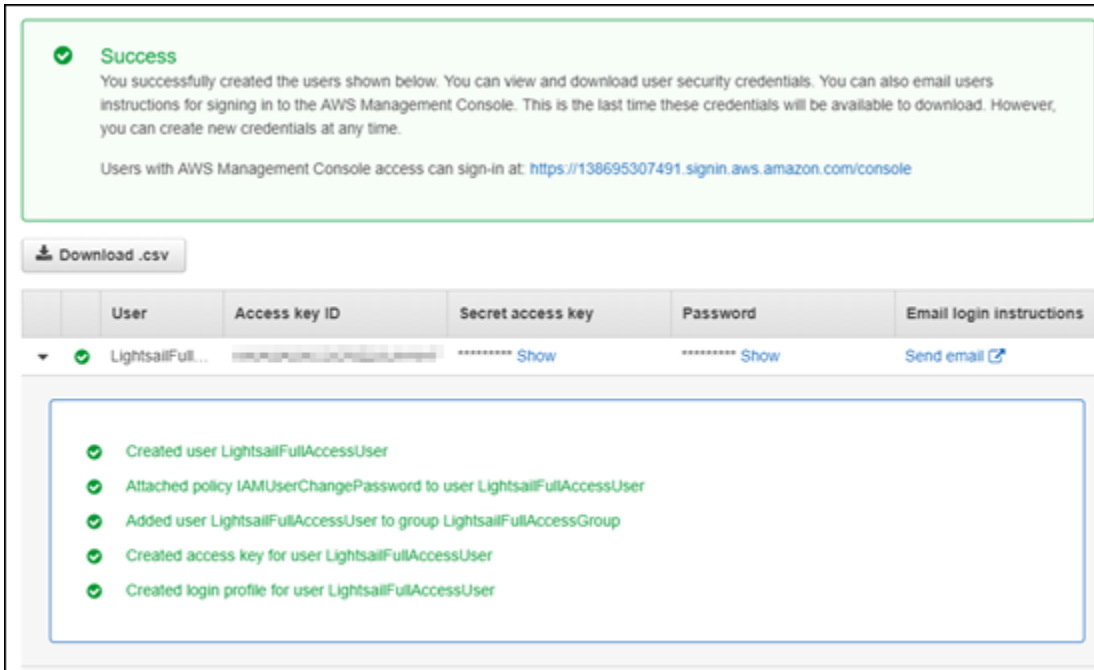 Success
You successfully created the users shown below. You can view and download user security credentials. You can also email users
instructions for signing in to the AWS Management Console. This is the last time these credentials will be available to download. However,
you can create new credentials at any time.
Users with AWS Management Console access can sign-in at: https://138695307491.signin.aws.amazon.com/console
Download .csv
User Access key ID Secret access key Password Email login instructions
LightsailFull... ********* Show ********* Show Send email
Created user LightsailFullAccessUser
Attached policy IAMUserChangePassword to user LightsailFullAccessUser
Added user LightsailFullAccessUser to group LightsailFullAccessGroup
Created access key for user LightsailFullAccessUser
Created login profile for user LightsailFullAccessUser